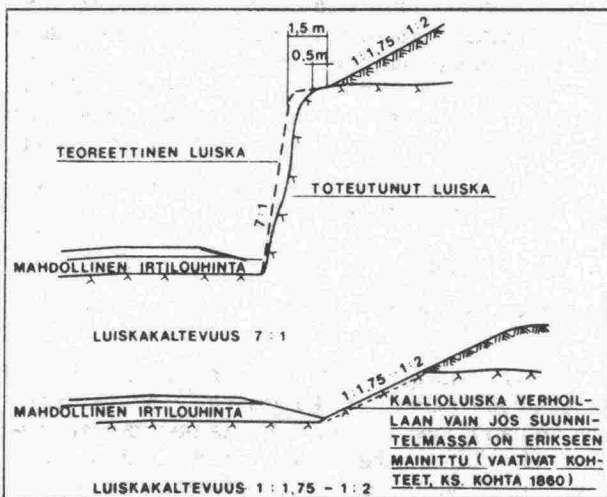 1,5 m
0,5m
1:1,75 - 1:2
TEOREETTINEN LUISKA
TOTEUTUNUT LUISKA
7:1
MAHDOLLINEN IRTILOUHINTA
LUISKAKALTEVUUS 7 : 1
1:1,75 - 1:2
MAHDOLLINEN IRTILOUHINTA
KALLIOLUISKA VERHOIL-
LAAN VAIN JOS SUUNNI-
TELMASSA ON ERIKSEEN
MAINITTU ( VAATIVAT KOH-
TEET, KS. KOHTA 1860)
LUISKAKALTEVUUS 1 : 1,75 - 1:2